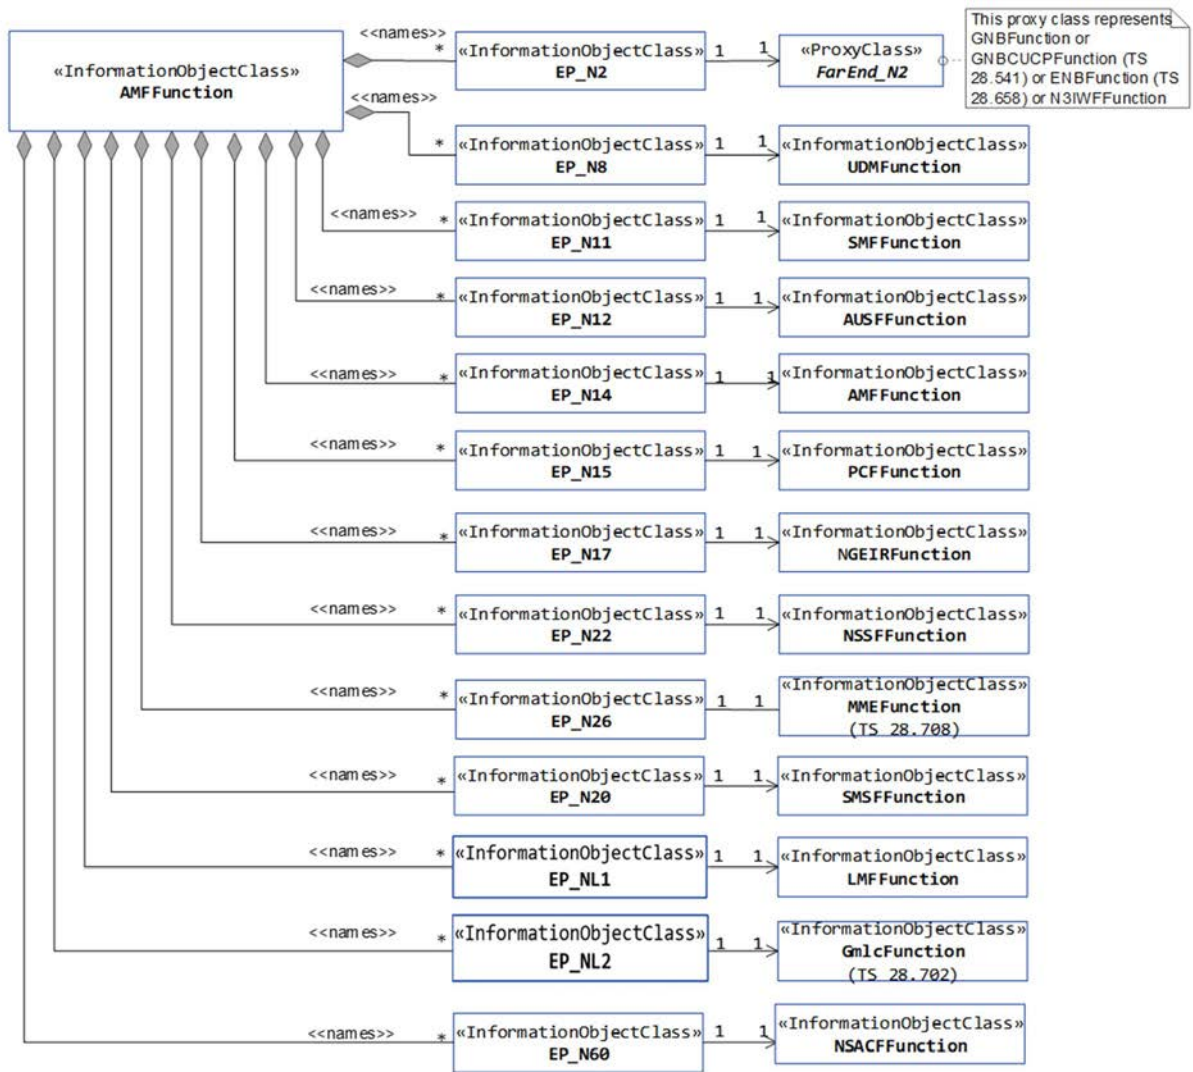 This proxy class represents
GNBFunction or
GNBCUCPFunction (TS
28.541) or ENBFunction (TS
28.658) or N3IWFFunction
«InformationObjectClass»
AMFFunction
<<names>>
*
«InformationObjectClass»
EP_N2
1
1
«ProxyClass»
FarEnd_N2
<<names>>
*
«InformationObjectClass»
EP_N8
1
1
«InformationObjectClass»
UDMFunction
<<names>>
*
«InformationObjectClass»
EP_N11
1
1
«InformationObjectClass»
SMFFunction
<<names>>
*
«InformationObjectClass»
EP_N12
1
1
«InformationObjectClass»
AUSFFunction
<<names>>
*
«InformationObjectClass»
EP_N14
1
1
«InformationObjectClass»
AMFFunction
<<names>>
*
«InformationObjectClass»
EP_N15
1
1
«InformationObjectClass»
PCFFunction
<<names>>
*
«InformationObjectClass»
EP_N17
1
1
«InformationObjectClass»
NGEIRFunction
<<names>>
*
«InformationObjectClass»
EP_N22
1
1
«InformationObjectClass»
NSSFFunction
<<names>>
*
«InformationObjectClass»
EP_N26
1
1
«InformationObjectClass»
MMEFunction
(TS 28.708)
<<names>>
*
«InformationObjectClass»
EP_N20
1
1
«InformationObjectClass»
SMSFFunction
<<names>>
*
«InformationObjectClass»
EP_NL1
1
1
«InformationObjectClass»
LMFFunction
<<names>>
*
«InformationObjectClass»
EP_NL2
1
1
«InformationObjectClass»
GmlcFunction
(TS 28.702)
<<names>>
*
«InformationObjectClass»
EP_N60
1
1
«InformationObjectClass»
NSACFFunction